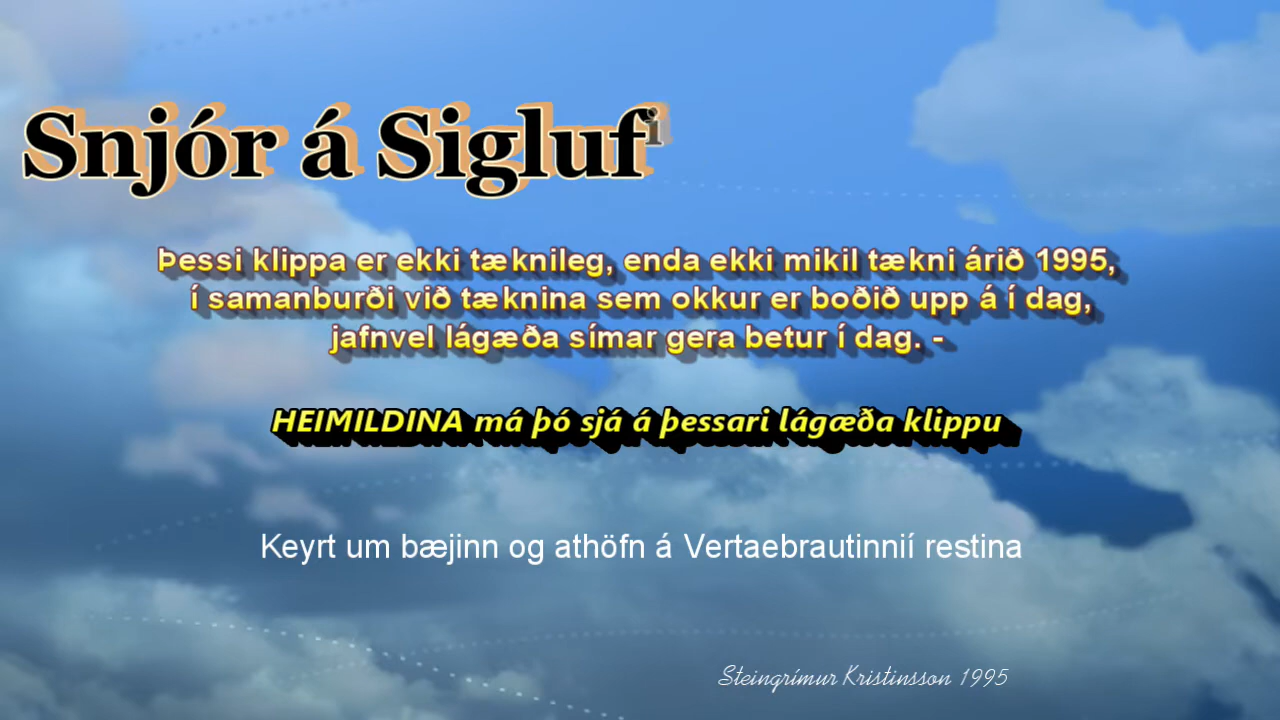 Snjór á Siglufi
Þessi klippa er ekki tæknileg, enda ekki mikil tækni árið 1995,
í samanburði við tæknina sem okkur er boðið upp á í dag,
jafnvel lágæða símar gera betur í dag. -
HEIMILDINA má þó sjá á þessari lágæða klippu
Keyrt um bæjinn og athöfn á Vertaebrautinnií restina
Steingrímur Kristinsson 1995